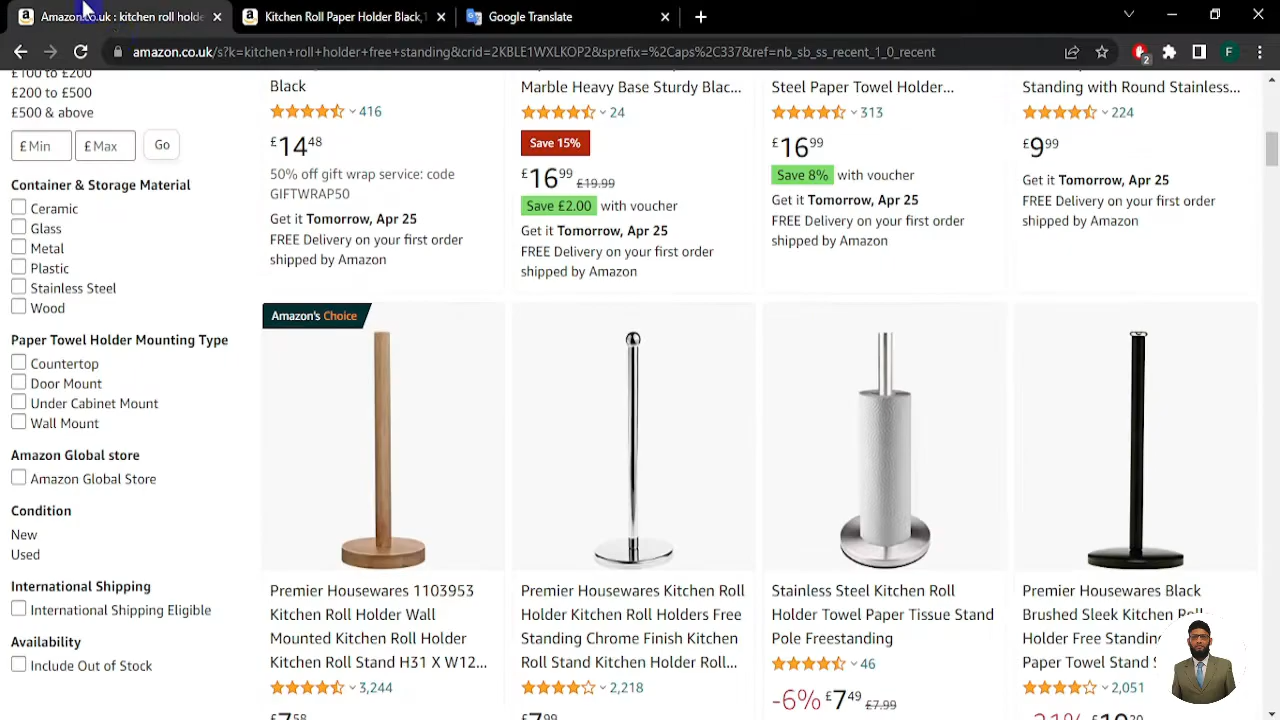 Amazon.co.uk : kitchen roll holde
Kitchen Roll Paper Holder Black,1
Google Translate
amazon.co.uk/s?k=kitchen+roll+holder+free+standing&crid=2KBLE1WXLKOP2&sprefix=%2Caps%2C337&ref=nb_sb_ss_recent_1_0_recent
2
F
£100 to £200
£200 to £500
£500 & above
£ Min
£ Max
Go
Container & Storage Material
Ceramic
Glass
Metal
Plastic
Stainless Steel
Wood
Paper Towel Holder Mounting Type
Countertop
Door Mount
Under Cabinet Mount
Wall Mount
Amazon Global store
Amazon Global Store
Condition
New
Used
International Shipping
International Shipping Eligible
Availability
Include Out of Stock
Black
416
£14 48
50% off gift wrap service: code
GIFTWRAP50
Get it Tomorrow, Apr 25
FREE Delivery on your first order
shipped by Amazon
Marble Heavy Base Sturdy Blac...
24
Save 15%
£16 99 £19.99
Save £2.00 with voucher
Get it Tomorrow, Apr 25
FREE Delivery on your first order
shipped by Amazon
Steel Paper Towel Holder...
313
£16 99
Save 8% with voucher
Get it Tomorrow, Apr 25
FREE Delivery on your first order
shipped by Amazon
Standing with Round Stainless...
224
£9 99
Get it Tomorrow, Apr 25
FREE Delivery on your first order
shipped by Amazon
Amazon's Choice
Premier Housewares 1103953
Kitchen Roll Holder Wall
Mounted Kitchen Roll Holder
Kitchen Roll Stand H31 X W12...
3,244
£7 58
Premier Housewares Kitchen Roll
Holder Kitchen Roll Holders Free
Standing Chrome Finish Kitchen
Roll Stand Kitchen Holder Roll...
2,218
£7 99
Stainless Steel Kitchen Roll
Holder Towel Paper Tissue Stand
Pole Freestanding
46
-6% £7 49 £7.99
Premier Housewares Black
Brushed Sleek Kitchen Roll
Holder Free Standing
Paper Towel Stand
2,051